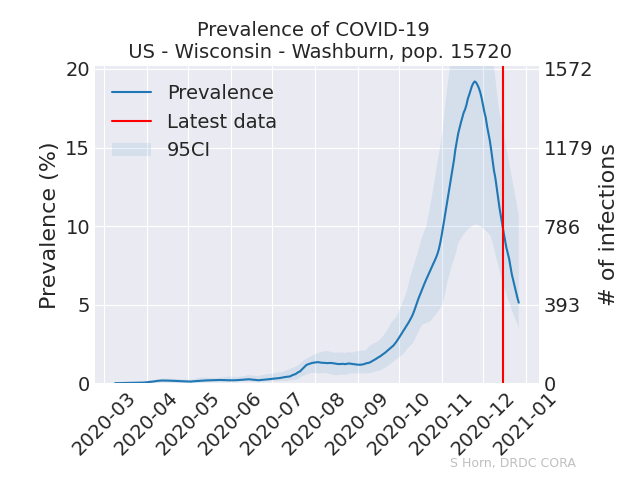 Prevalence of COVID-19
US - Wisconsin - Washburn, pop. 15720
Prevalence (%)
20
15
10
5
0
Prevalence
Latest data
95CI
1572
1179
786
393
0
# of infections
2020-03
2020-04
2020-05
2020-06
2020-07
2020-08
2020-09
2020-10
2020-11
2020-12
2021-01
S Horn, DRDC CORA